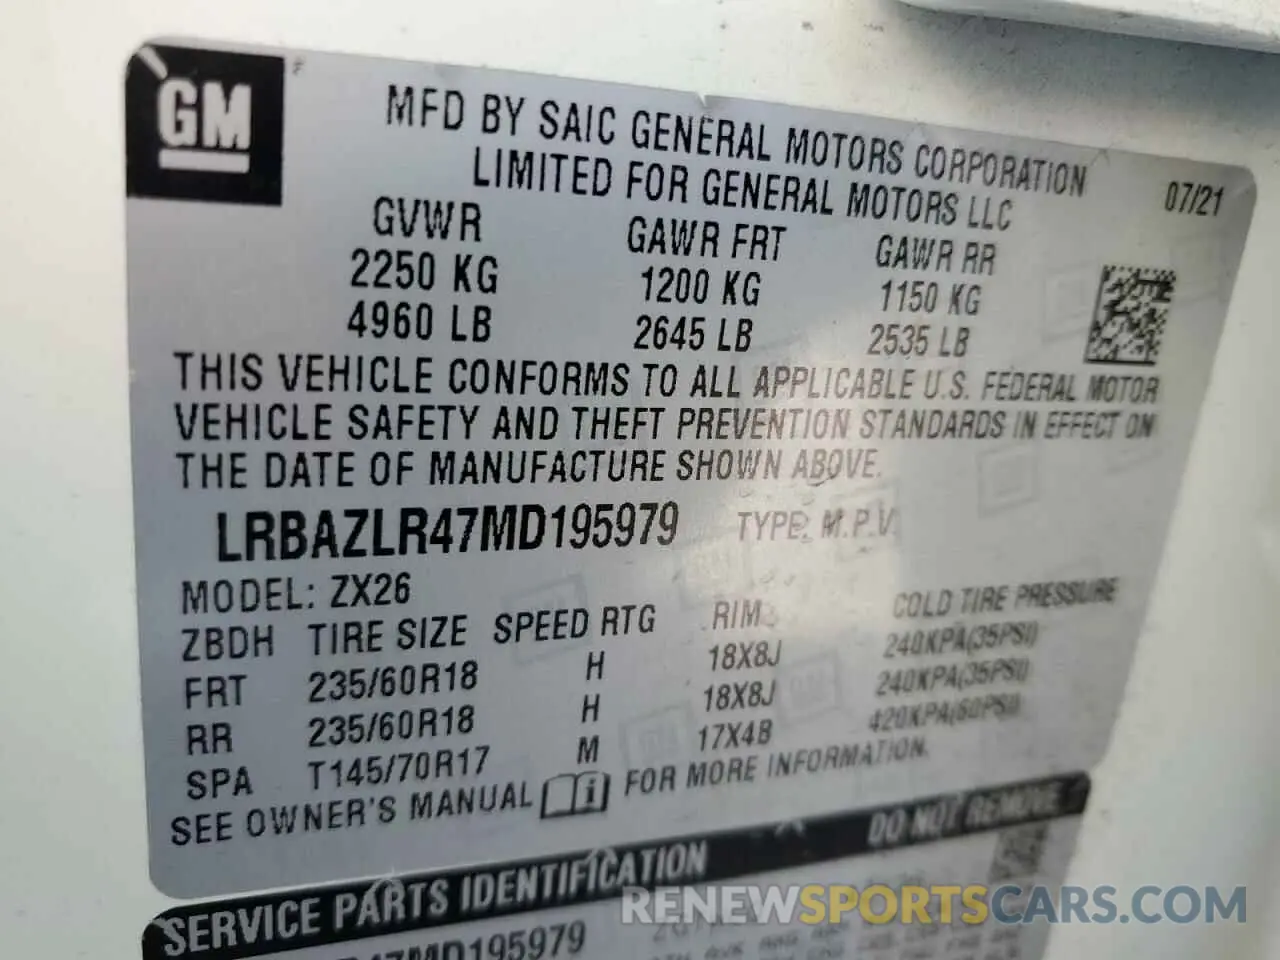 GM
MFD BY SAIC GENERAL MOTORS CORPORATION
LIMITED FOR GENERAL MOTORS LLC
07/21
GVWR GAWR FRT GAWR RR
2250 KG 1200 KG 1150 KG
4960 LB 2645 LB 2535 LB
THIS VEHICLE CONFORMS TO ALL APPLICABLE U.S. FEDERAL MOTOR
VEHICLE SAFETY AND THEFT PREVENTION STANDARDS IN EFFECT ON
THE DATE OF MANUFACTURE SHOWN ABOVE.
LRBAZLR47MD195979 TYPE: M.P.V.
MODEL: ZX26
ZBDH TIRE SIZE SPEED RTG RIM COLD TIRE PRESSURE
FRT 235/60R18 H 18X8J 240KPA(35PSI)
RR 235/60R18 H 18X8J 240KPA(35PSI)
SPA T145/70R17 M 17X4B 420KPA(60PSI)
SEE OWNER'S MANUAL FOR MORE INFORMATION.
SERVICE PARTS IDENTIFICATION DO NOT REMOVE
47MD195979
RENEWSPORTSCARS.COM